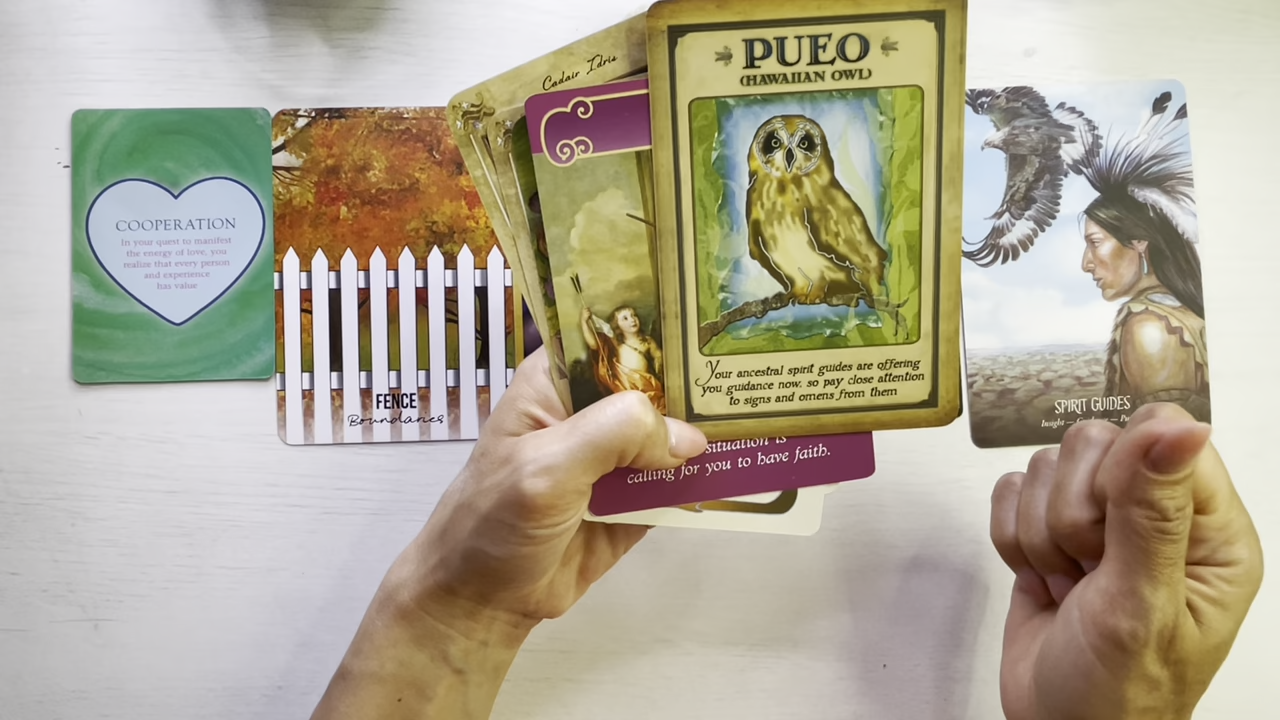 COOPERATION
In your quest to manifest
the energy of love, you
realize that every person
and experience
has value
FENCE
Boundaries
Cadair Idris
PUEO
(HAWAIIAN OWL)
Your ancestral spirit guides are offering
you guidance now, so pay close attention
to signs and omens from them
situation is
calling for you to have faith.
SPIRIT GUIDES
Insight